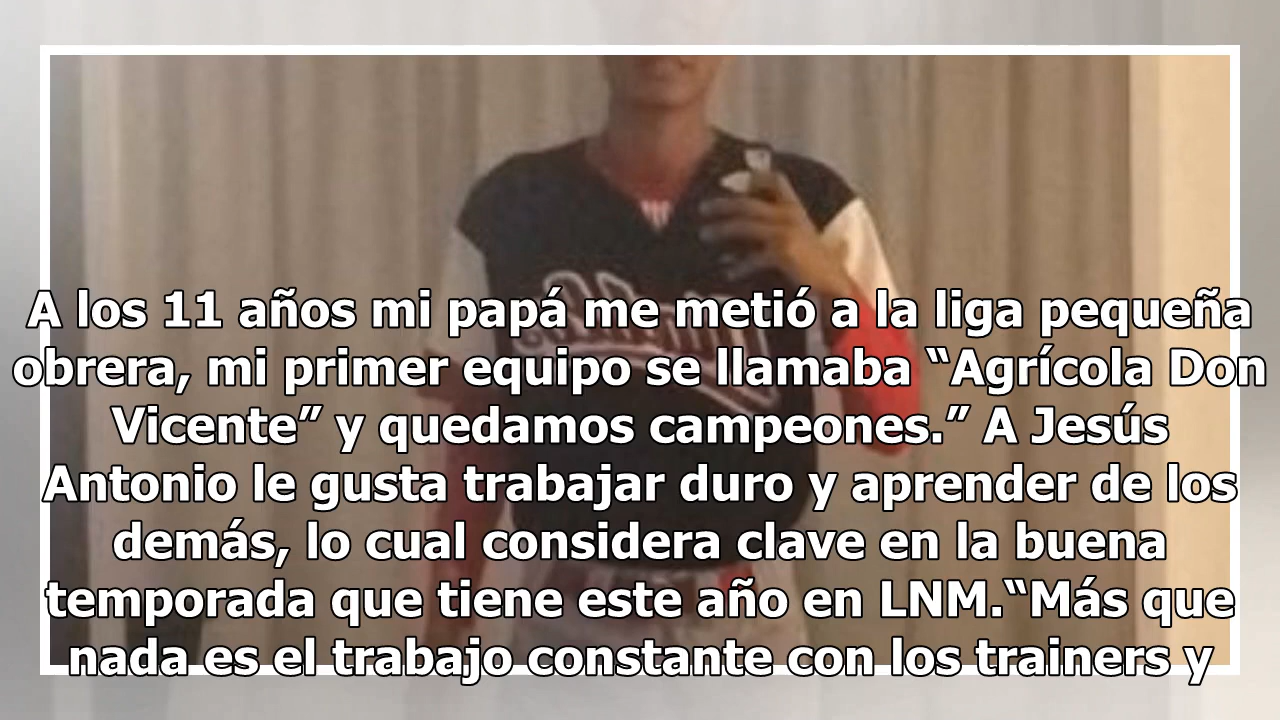 A los 11 años mi papá me metió a la liga pequeña
obrera, mi primer equipo se llamaba “Agrícola Don
Vicente” y quedamos campeones.” A Jesús
Antonio le gusta trabajar duro y aprender de los
demás, lo cual considera clave en la buena
temporada que tiene este año en LNM.“Más que
nada es el trabajo constante con los trainers y